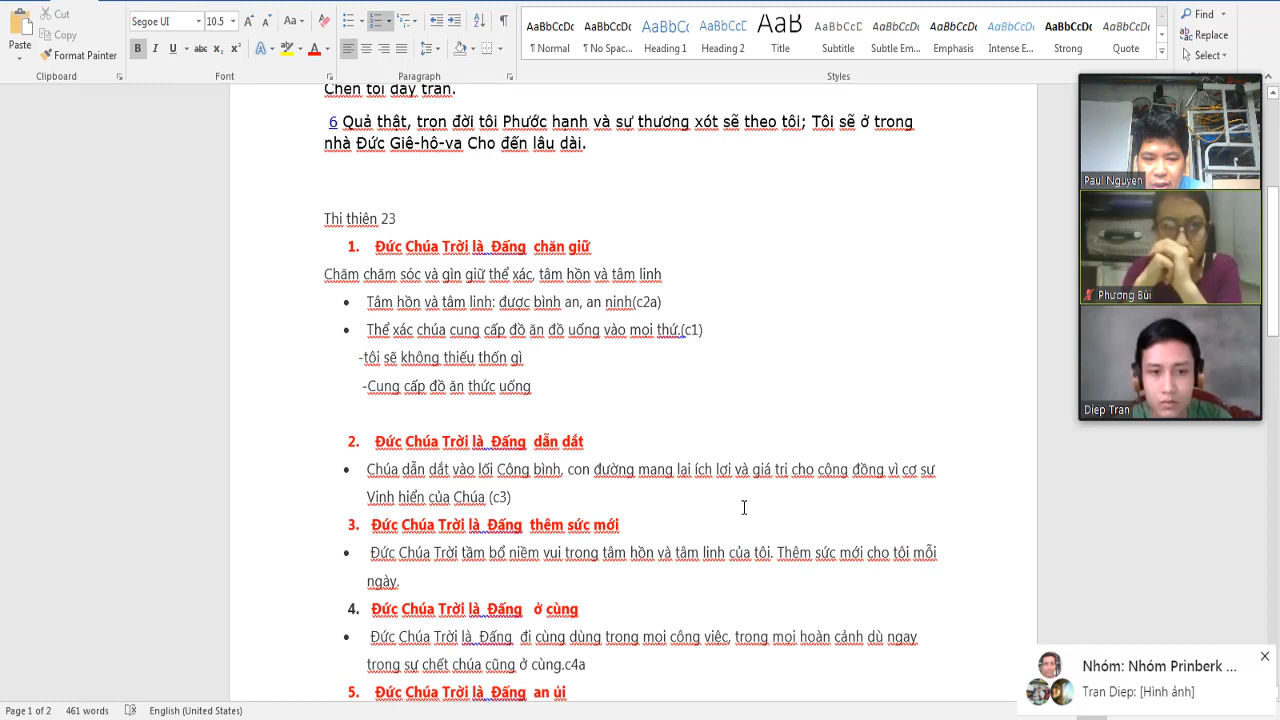 Cut
Copy
Format Painter
Paste
Clipboard
Segoe UI 10.5
Font
Paragraph
AaBbCcDc AaBbCcDc AaBbCcDc AaBbCcDc AaB AaBbCcDc AaBbCcDc AaBbCcDc AaBbCcDc AaBbCcDc AaBbCcDc
¶ Normal ¶ No Spac... Heading 1 Heading 2 Title Subtitle Subtle Em... Emphasis Intense E... Strong Quote
Styles
Find
Replace
Select
Chén tôi đầy tràn.
6 Quả thật, trọn đời tôi Phước hạnh và sự thương xót sẽ theo tôi; Tôi sẽ ở trong
nhà Đức Giê-hô-va Cho đến lâu dài.
Thi thiên 23
1. Đức Chúa Trời là Đấng chăn giữ
Chăm chăm sóc và gìn giữ thể xác, tâm hồn và tâm linh
• Tâm hồn và tâm linh: được bình an, an ninh(c2a)
• Thể xác chúa cung cấp đồ ăn đồ uống vào mọi thứ.(c1)
-tôi sẽ không thiếu thốn gì
-Cung cấp đồ ăn thức uống
2. Đức Chúa Trời là Đấng dẫn dắt
• Chúa dẫn dắt vào lối Công bình, con đường mang lại ích lợi và giá trị cho cộng đồng vì cơ sự
Vinh hiển của Chúa (c3)
3. Đức Chúa Trời là Đấng thêm sức mới
• Đức Chúa Trời tầm bổ niềm vui trong tâm hồn và tâm linh của tôi. Thêm sức mới cho tôi mỗi
ngày.
4. Đức Chúa Trời là Đấng ở cùng
• Đức Chúa Trời là Đấng đi cùng dùng trong mọi công việc, trong mọi hoàn cảnh dù ngay
trong sự chết chúa cũng ở cùng.c4a
5. Đức Chúa Trời là Đấng an ủi
Paul Nguyen
Phương Bùi
Diep Tran
Nhóm: Nhóm Prinberk ...
Tran Diep: [Hình ảnh]
Page 1 of 2 461 words English (United States)